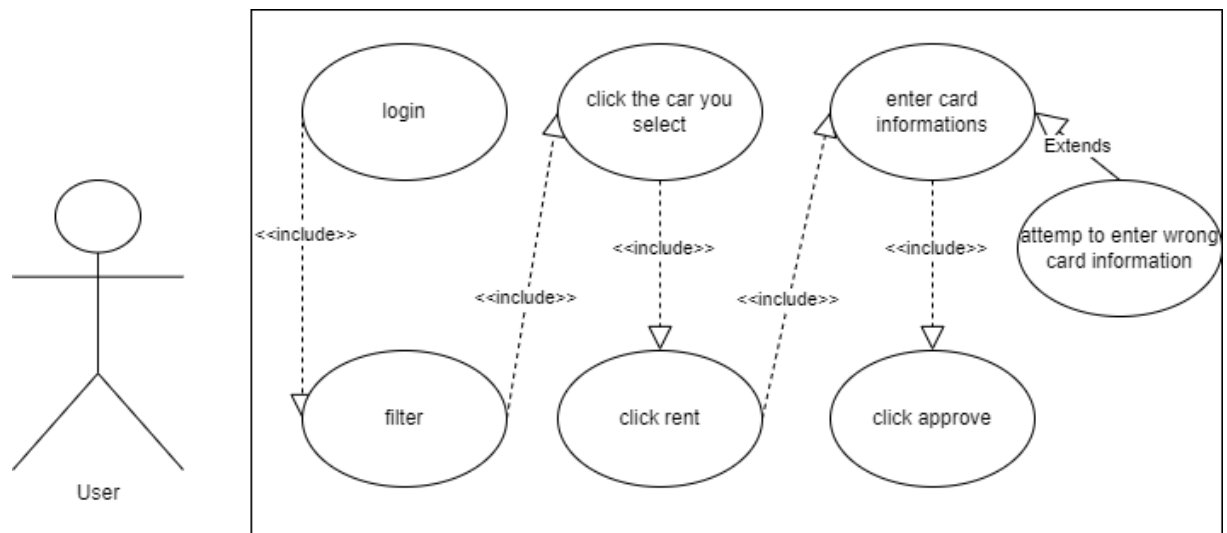 login
click the car you
select
enter card
informations
Extends
<<include>>
<<include>>
<<include>>
attemp to enter wrong
card information
<<include>>
<<include>>
filter
click rent
click approve
User